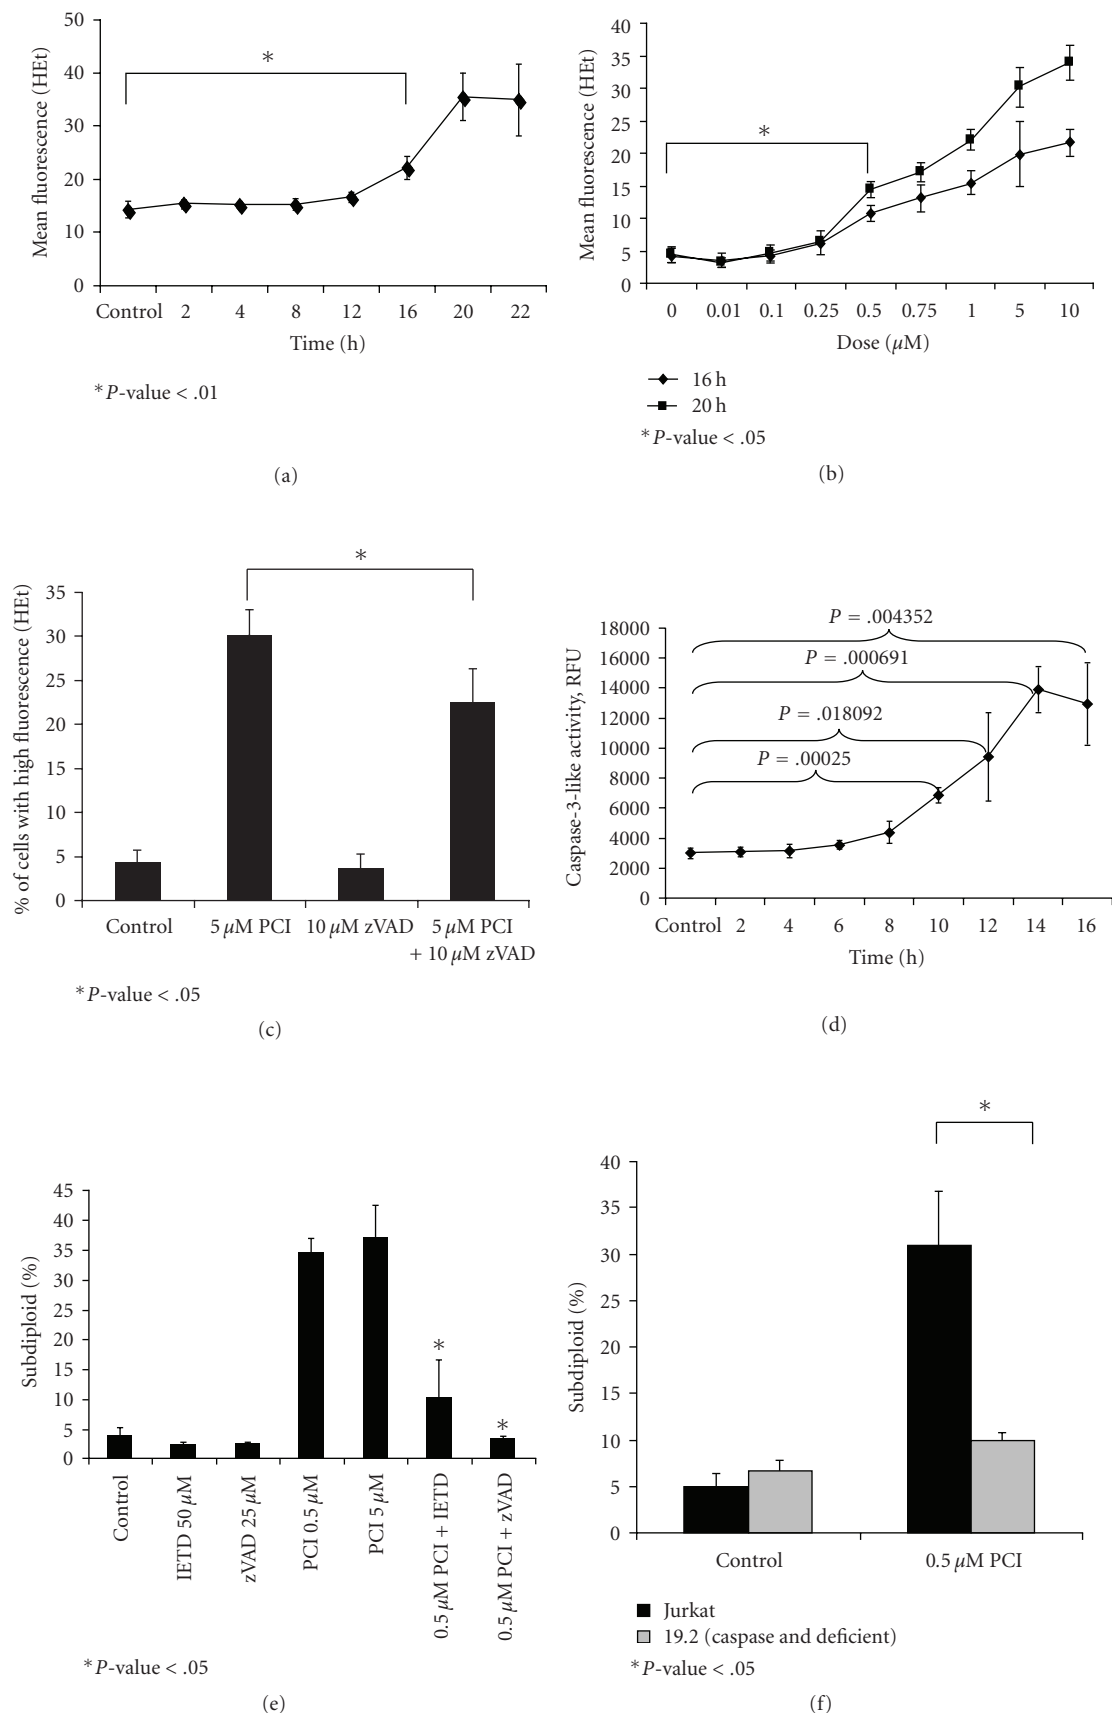 50
40
30
20
10
0
Mean fluorescence (HEt)
*
Control 2 4 8 12 16 20 22
Time (h)
*P-value < .01
(a)
40
35
30
25
20
15
10
5
0
Mean fluorescence (HEt)
*
0 0.01 0.1 0.25 0.5 0.75 1 5 10
Dose (µM)
16 h
20 h
*P-value < .05
(b)
35
30
25
20
15
10
5
0
% of cells with high fluorescence (HEt)
*
Control 5 µM PCI 10 µM zVAD 5 µM PCI
+ 10 µM zVAD
*P-value < .05
(c)
18000
16000
14000
12000
10000
8000
6000
4000
2000
0
Caspase-3-like activity, RFU
P = .004352
P = .000691
P = .018092
P = .00025
Control 2 4 6 8 10 12 14 16
Time (h)
(d)
45
40
35
30
25
20
15
10
5
0
Subdiploid (%)
*
*
Control
IETD 50 µM
zVAD 25 µM
PCI 0.5 µM
PCI 5 µM
0.5 µM PCI + IETD
0.5 µM PCI + zVAD
*P-value < .05
(e)
40
35
30
25
20
15
10
5
0
Subdiploid (%)
*
Control 0.5 µM PCI
Jurkat
19.2 (caspase and deficient)
*P-value < .05
(f)